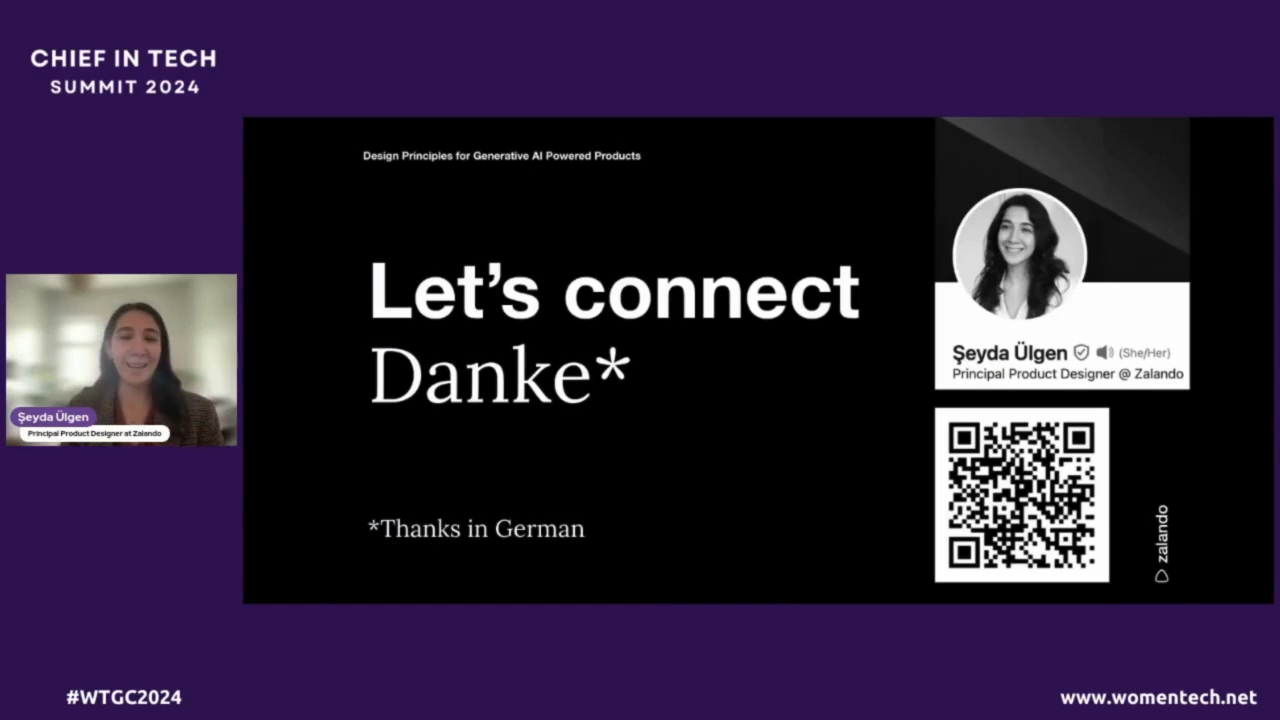 CHIEF IN TECH
SUMMIT 2024
Design Principles for Generative AI Powered Products
Let's connect
Danke*
*Thanks in German
Şeyda Ülgen (She/Her)
Principal Product Designer @ Zalando
zalando
Şeyda Ülgen
Principal Product Designer at Zalando
#WTGC2024
www.womentech.net